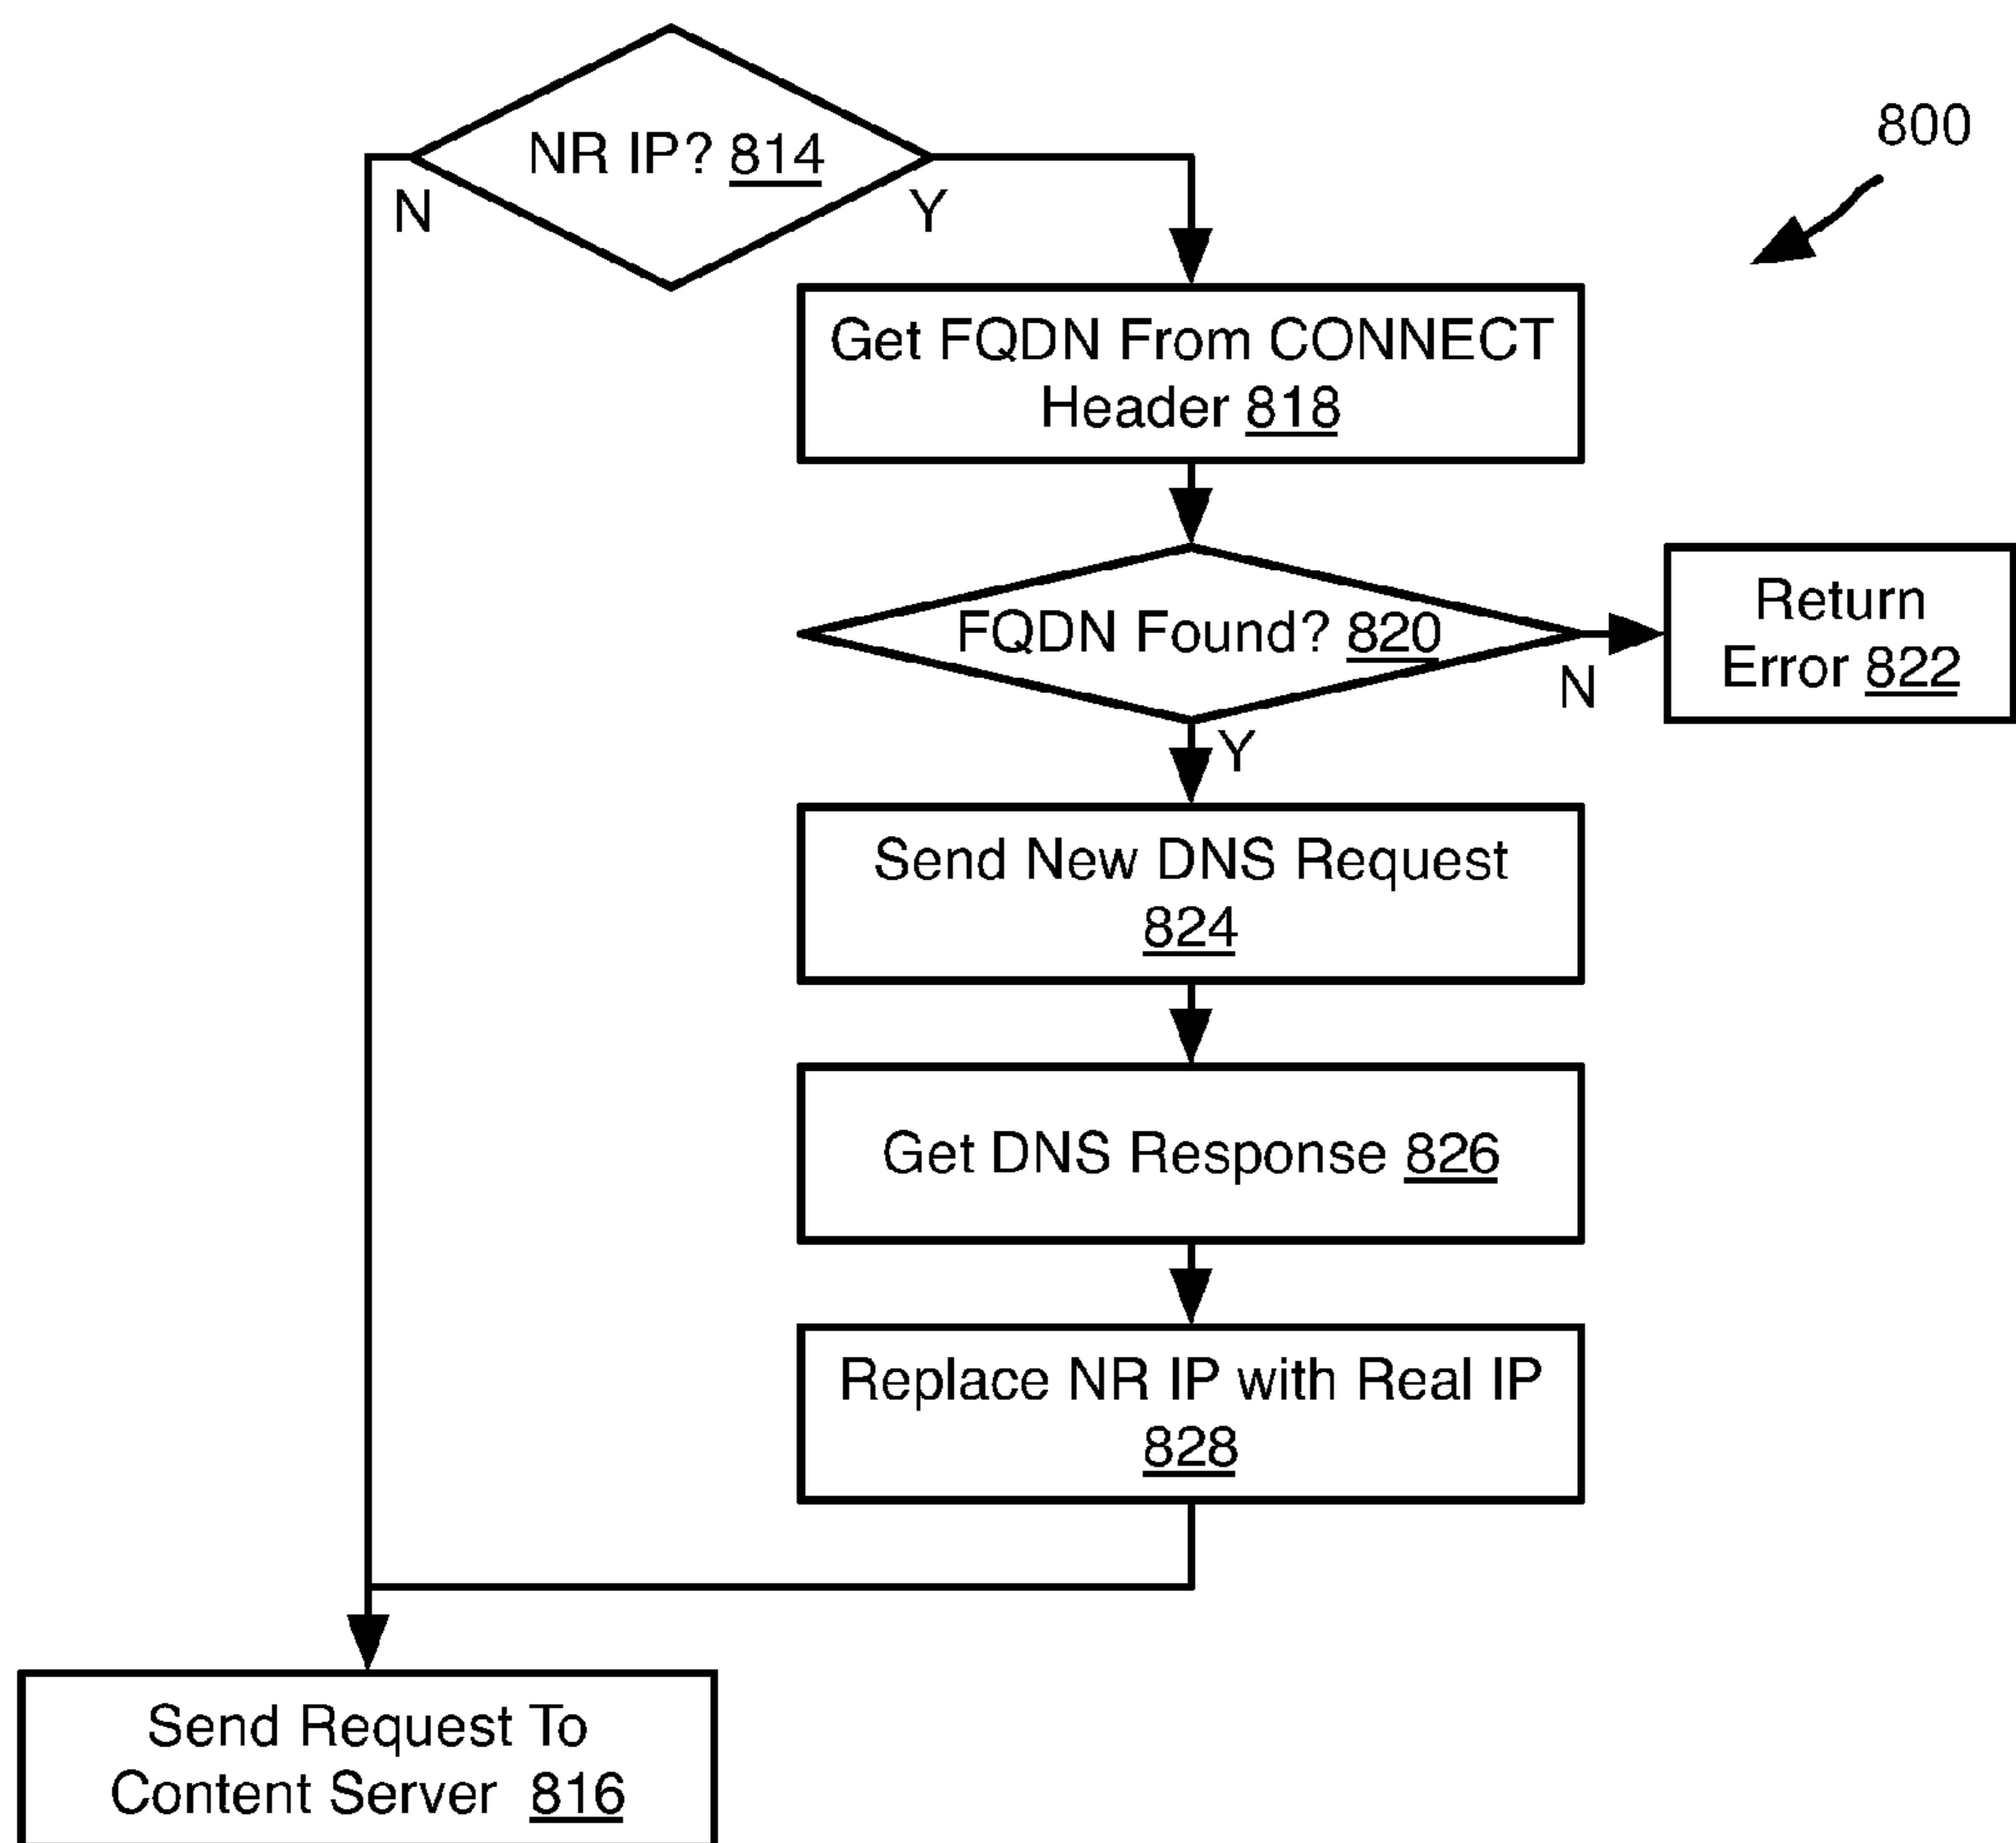 NR IP? 814
800
N
Y
Get FQDN From CONNECT
Header 818
FQDN Found? 820
Return
Error 822
N
Y
Send New DNS Request
824
Get DNS Response 826
Replace NR IP with Real IP
828
Send Request To
Content Server 816